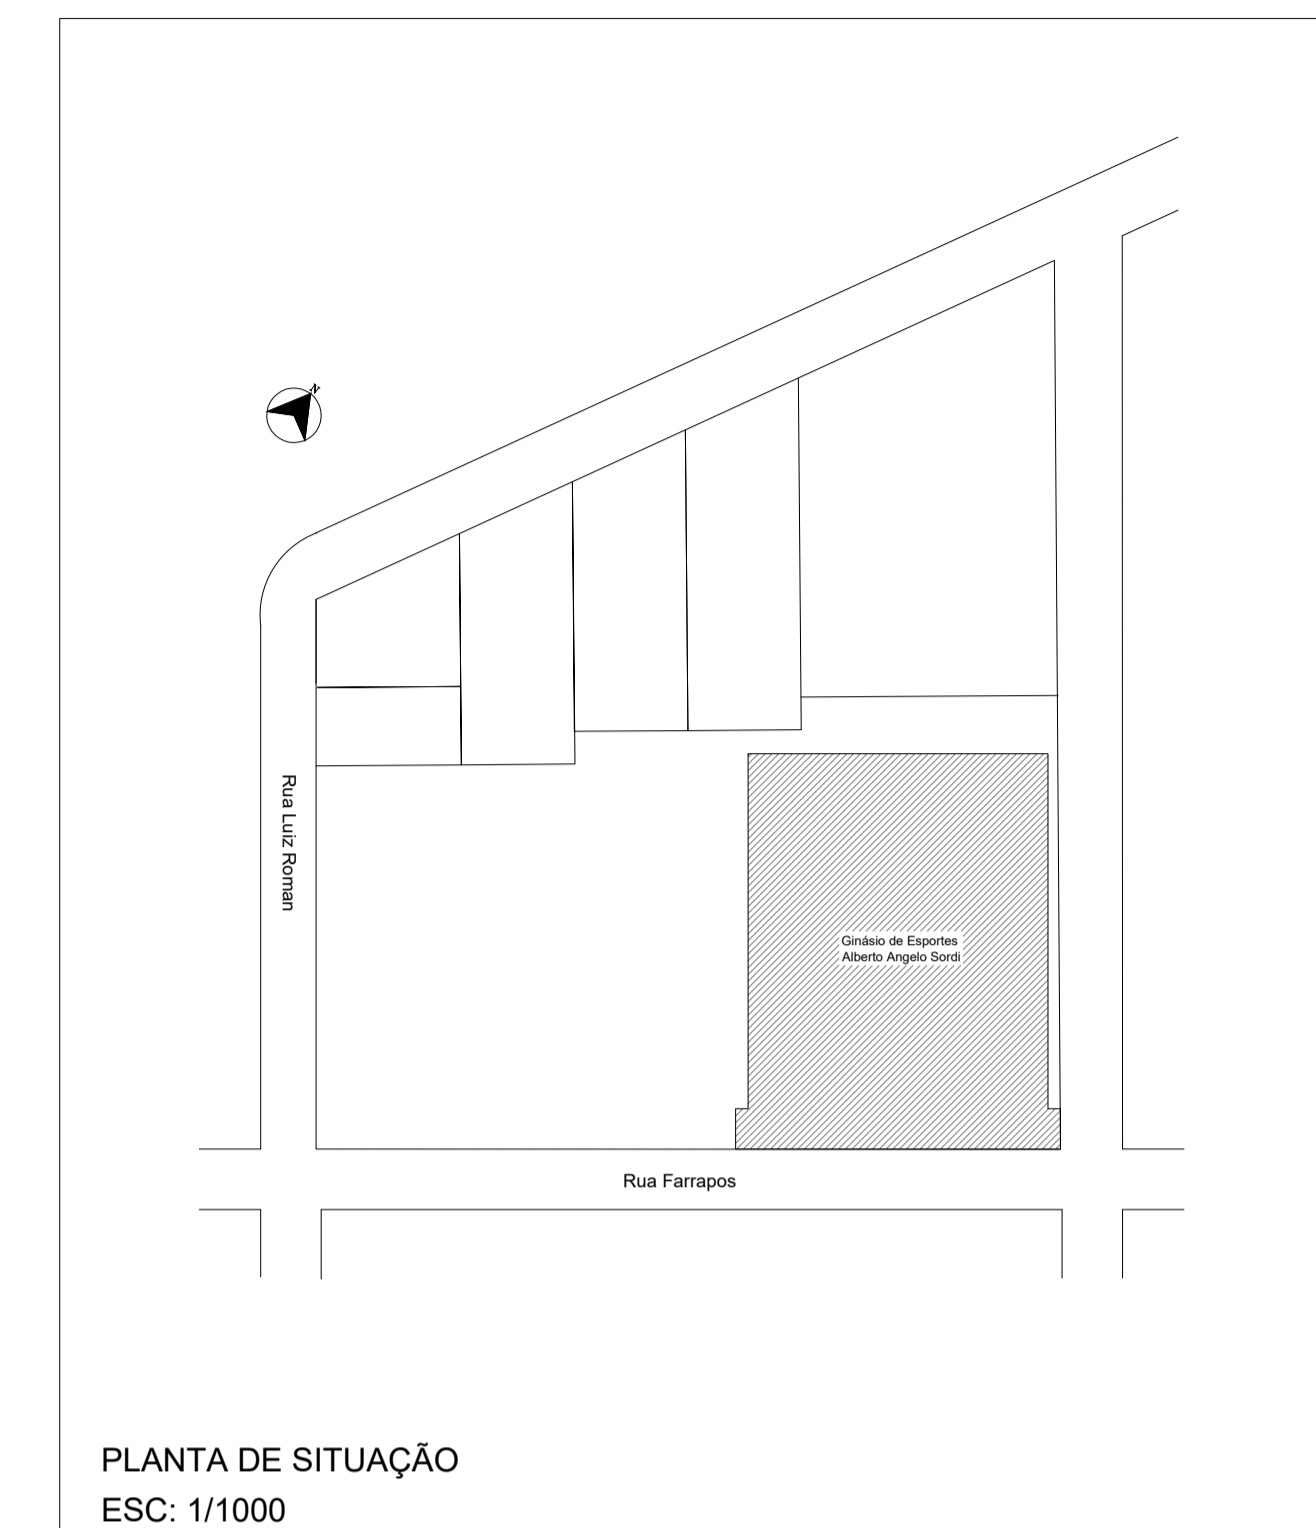 N
Rua Luiz Roman
Ginásio de Esportes
Alberto Angelo Sordi
Rua Farrapos
PLANTA DE SITUAÇÃO
ESC: 1/1000